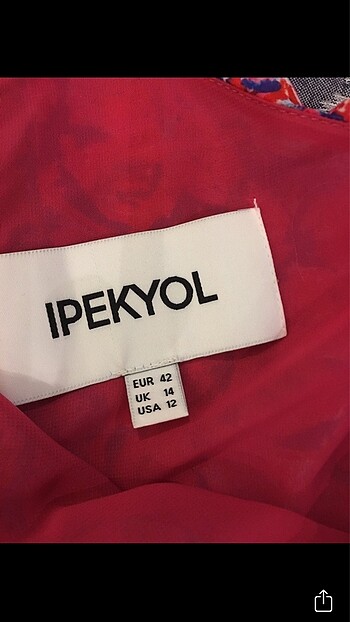 IPEKYOL
EUR 42
UK 14
USA 12